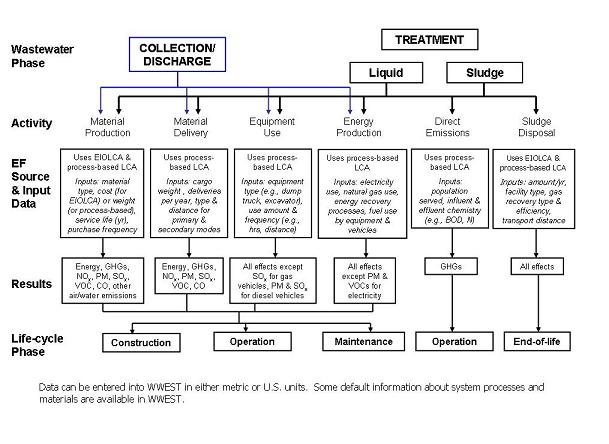 Wastewater
Phase
COLLECTION/
DISCHARGE
TREATMENT
Liquid
Sludge
Activity
Material
Production
Material
Delivery
Equipment
Use
Energy
Production
Direct
Emissions
Sludge
Disposal
EF
Source
& Input
Data
Uses EIOLCA &
process-based LCA
Inputs: material
type, cost (for
EIOLCA) or weight
(or process-based),
service life (yr),
purchase frequency
Uses process-
based LCA
Inputs: cargo
weight , deliveries
per year, type &
distance for
primary &
secondary modes
Uses process-
based LCA
Inputs: equipment
type (e.g., dump
truck, excavator),
use amount &
frequency (e.g.,
hrs, distance)
Uses process-based
LCA
Inputs: electricity
use, natural gas use,
energy recovery
processes, fuel use
by equipment &
vehicles
Uses process-
based LCA
Inputs:
population
served, influent &
effluent chemistry
(e.g., BOD, N)
Uses EIOLCA &
process-based LCA
Inputs: amount/yr,
facility type, gas
recovery type &
efficiency,
transport distance
Results
Energy, GHGs,
NOx, PM, SOx,
VOC, CO, other
air/water emissions
Energy, GHGs,
NOx, PM, SOx,
VOC, CO
All effects except
SOx for gas
vehicles, PM & SOx
for diesel vehicles
All effects
except PM &
VOCs for
electricity
GHGs
All effects
Life-cycle
Phase
Construction
Operation
Maintenance
Operation
End-of-life
Data can be entered into WWEST in either metric or U.S. units. Some default information about system processes and
materials are available in WWEST.